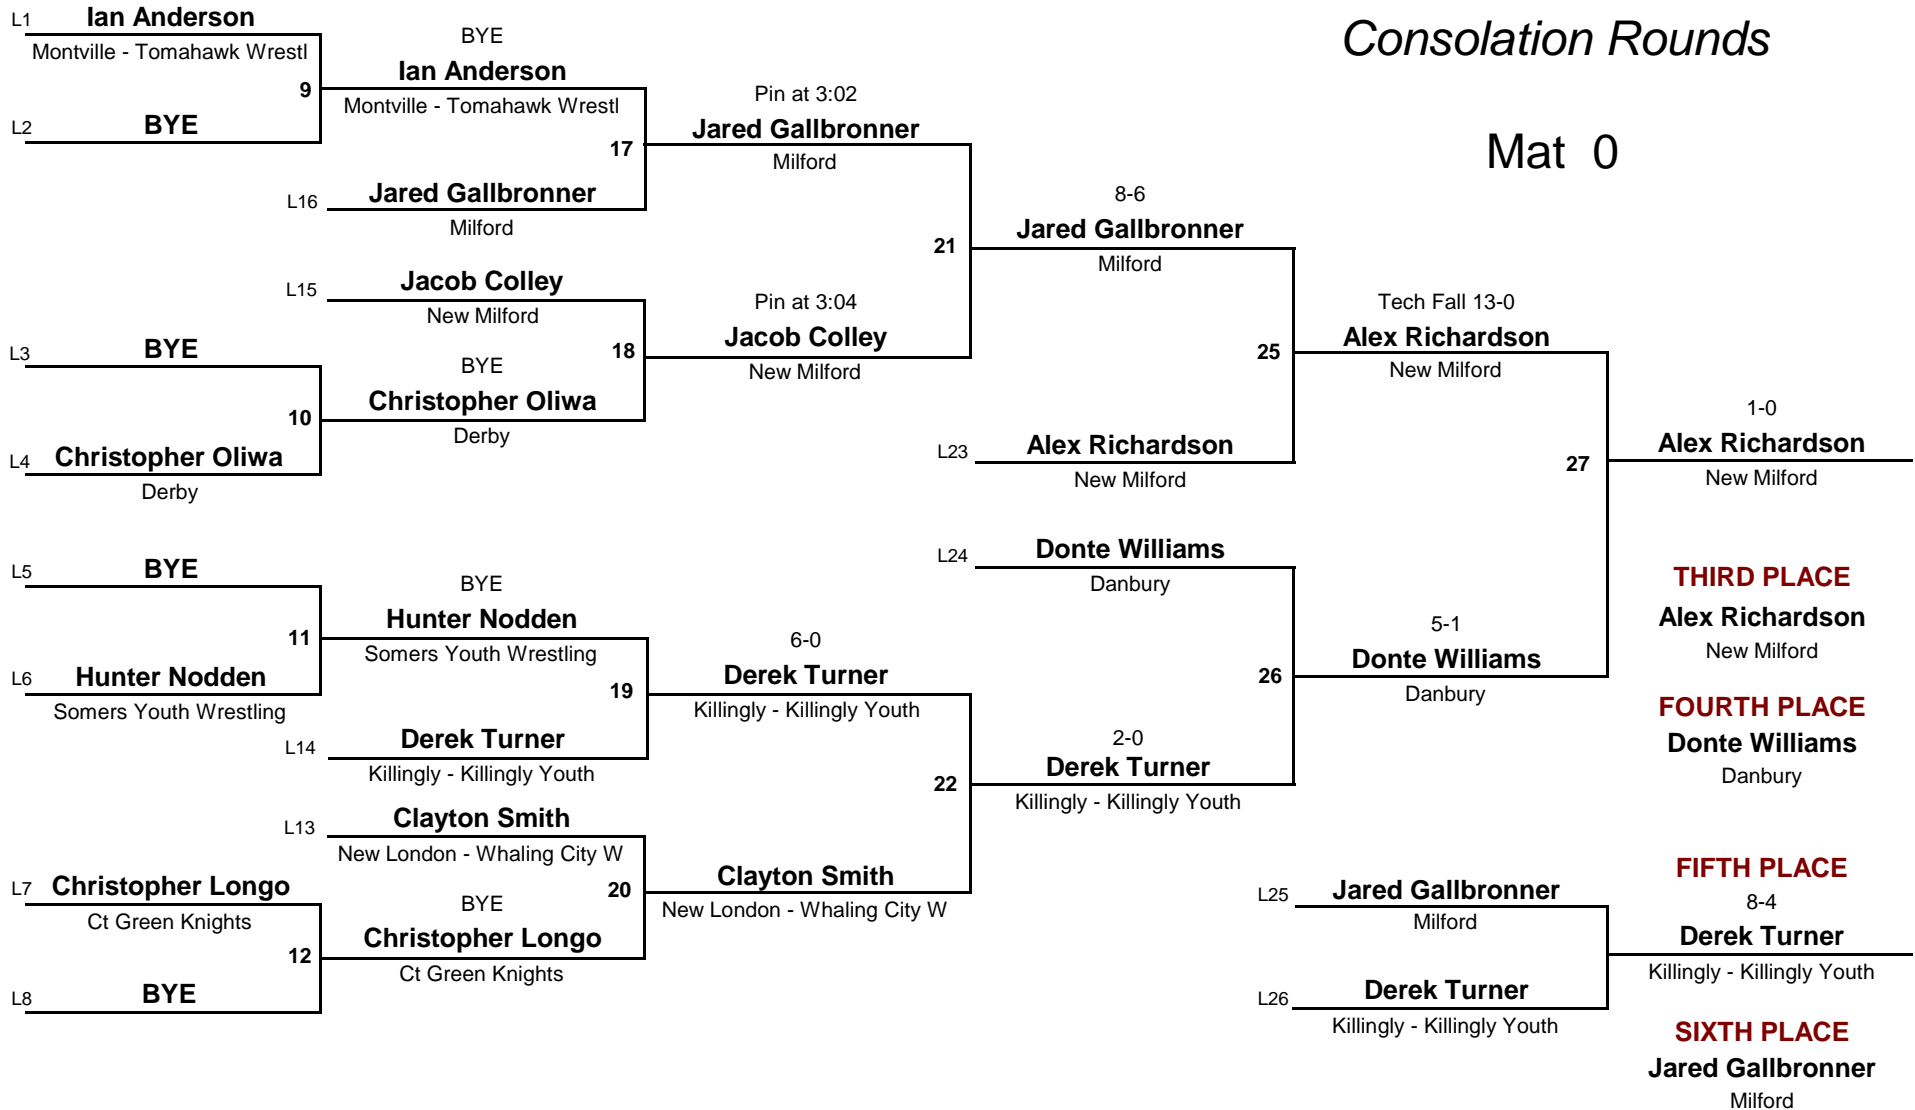 Consolation Rounds
Mat 0
L1 Ian Anderson
Montville - Tomahawk Wrestl
9
L2 BYE
BYE
Ian Anderson
Montville - Tomahawk Wrestl
17
L16 Jared Gallbronner
Milford
Pin at 3:02
Jared Gallbronner
Milford
L15 Jacob Colley
New Milford
18
L3 BYE
10
L4 Christopher Oliwa
Derby
BYE
Christopher Oliwa
Derby
Pin at 3:04
Jacob Colley
New Milford
21
8-6
Jared Gallbronner
Milford
25
L23 Alex Richardson
New Milford
Tech Fall 13-0
Alex Richardson
New Milford
27
1-0
Alex Richardson
New Milford
L5 BYE
11
L6 Hunter Nodden
Somers Youth Wrestling
BYE
Hunter Nodden
Somers Youth Wrestling
19
L14 Derek Turner
Killingly - Killingly Youth
6-0
Derek Turner
Killingly - Killingly Youth
22
L13 Clayton Smith
New London - Whaling City W
20
L7 Christopher Longo
Ct Green Knights
12
L8 BYE
BYE
Christopher Longo
Ct Green Knights
Clayton Smith
New London - Whaling City W
L24 Donte Williams
Danbury
26
2-0
Derek Turner
Killingly - Killingly Youth
5-1
Donte Williams
Danbury
THIRD PLACE
Alex Richardson
New Milford
FOURTH PLACE
Donte Williams
Danbury
L25 Jared Gallbronner
Milford
L26 Derek Turner
Killingly - Killingly Youth
FIFTH PLACE
8-4
Derek Turner
Killingly - Killingly Youth
SIXTH PLACE
Jared Gallbronner
Milford